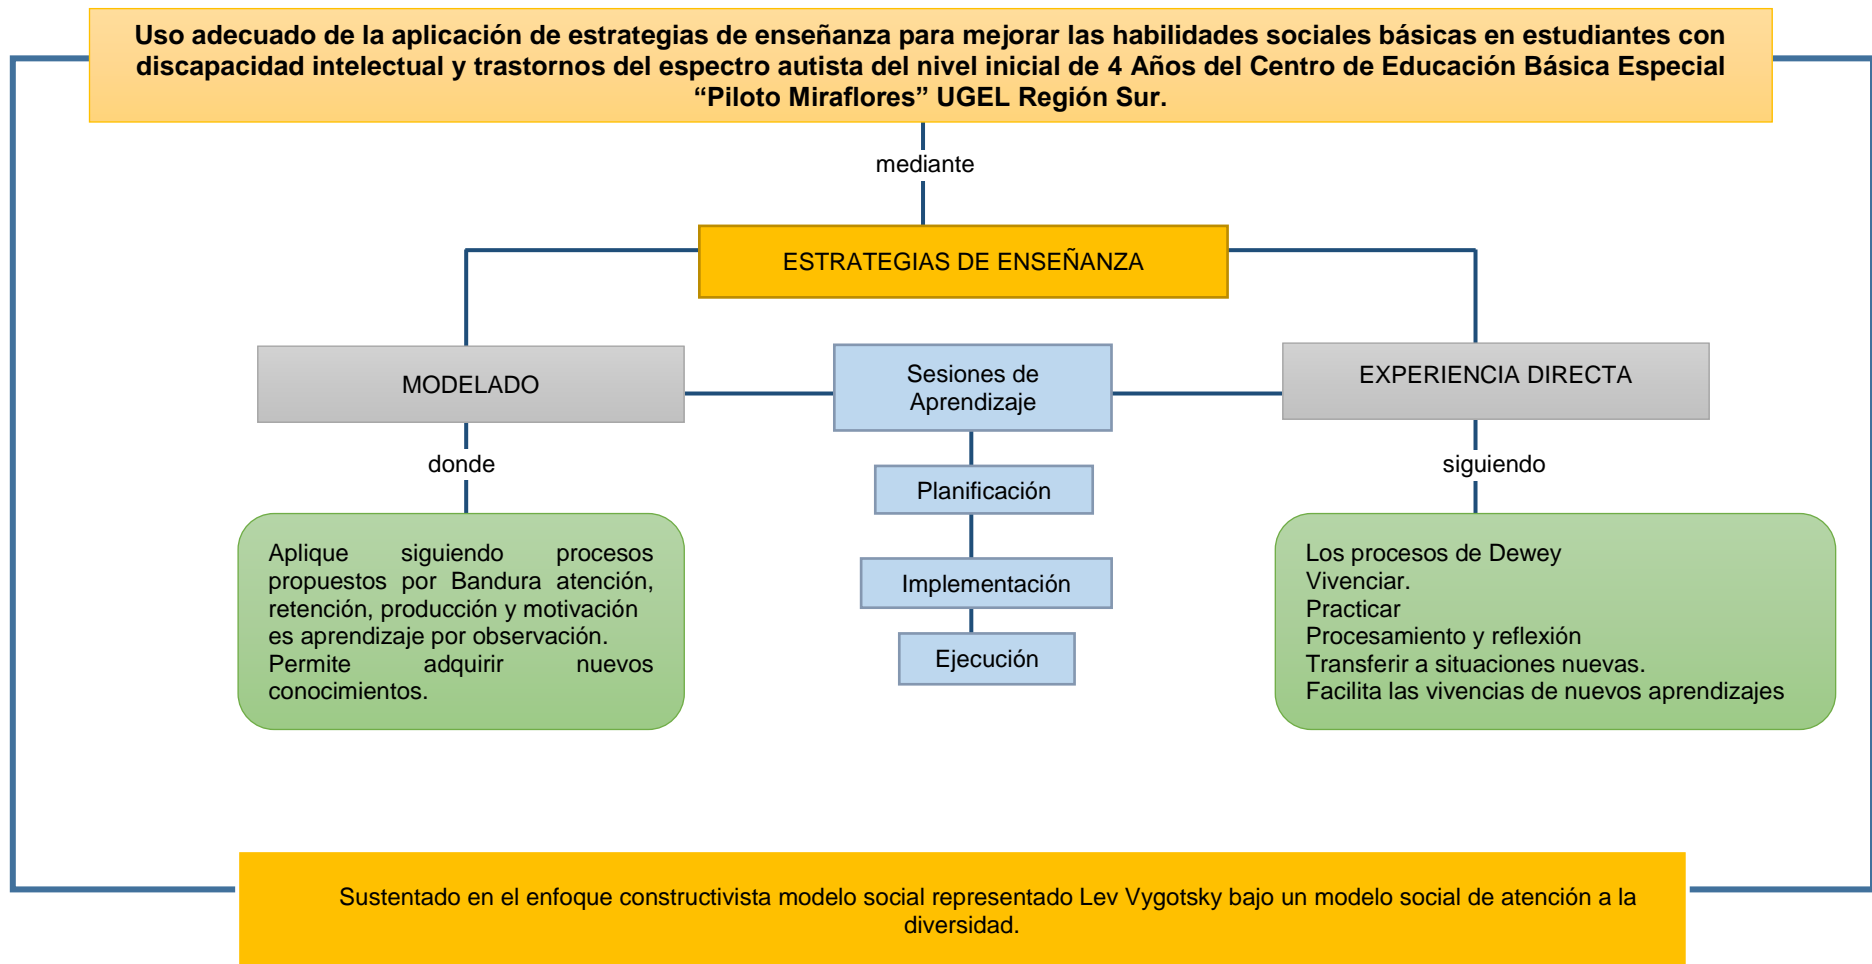 Uso adecuado de la aplicación de estrategias de enseñanza para mejorar las habilidades sociales básicas en estudiantes con
discapacidad intelectual y trastornos del espectro autista del nivel inicial de 4 Años del Centro de Educación Básica Especial
“Piloto Miraflores” UGEL Región Sur.
mediante
ESTRATEGIAS DE ENSEÑANZA
MODELADO
Sesiones de
Aprendizaje
EXPERIENCIA DIRECTA
donde
siguiendo
Planificación
Implementación
Ejecución
Aplique siguiendo procesos
propuestos por Bandura atención,
retención, producción y motivación
es aprendizaje por observación.
Permite adquirir nuevos
conocimientos.
Los procesos de Dewey
Vivenciar.
Practicar
Procesamiento y reflexión
Transferir a situaciones nuevas.
Facilita las vivencias de nuevos aprendizajes
Sustentado en el enfoque constructivista modelo social representado Lev Vygotsky bajo un modelo social de atención a la
diversidad.